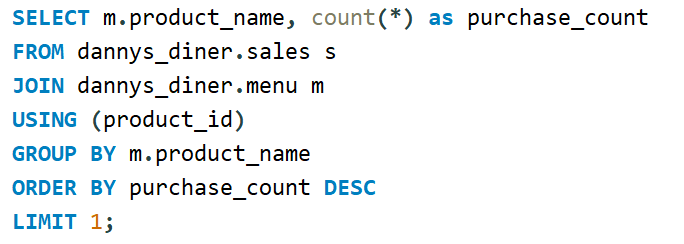 SELECT m.product_name, count(*) as purchase_count
FROM dannys_diner.sales s
JOIN dannys_diner.menu m
USING (product_id)
GROUP BY m.product_name
ORDER BY purchase_count DESC
LIMIT 1;